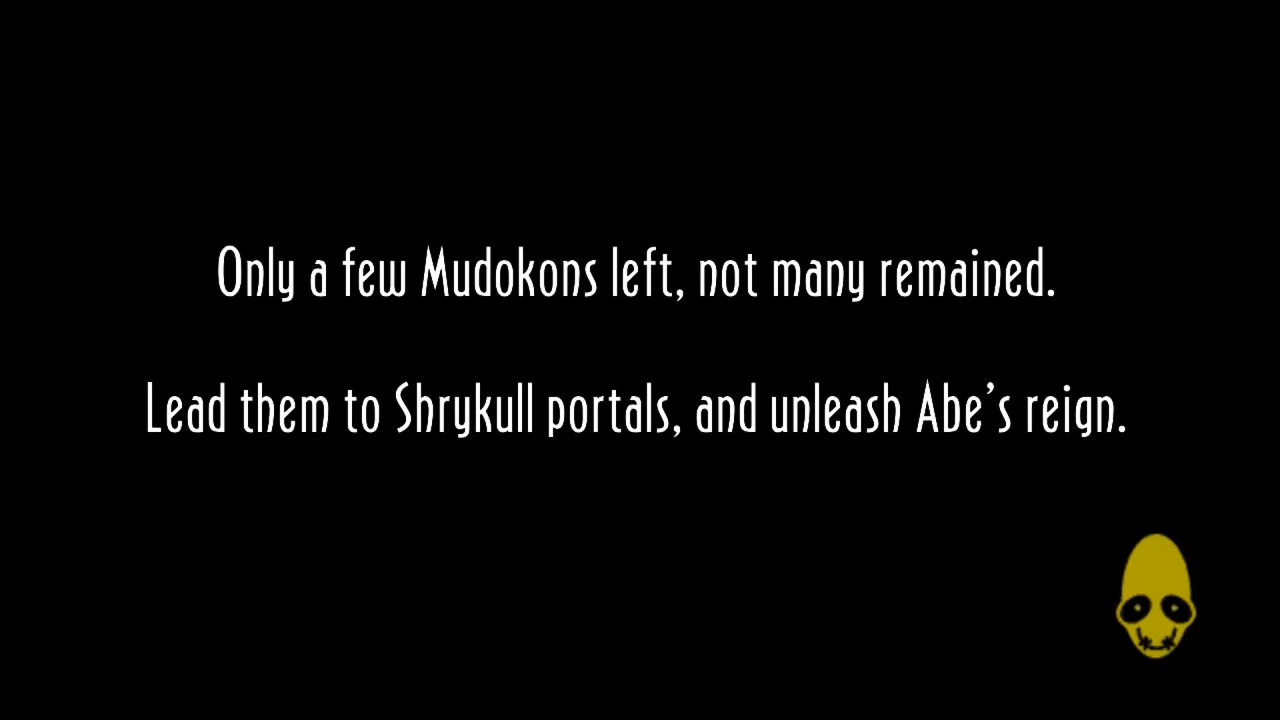 Only a few Mudokons left, not many remained.
Lead them to Shrykull portals, and unleash Abe’s reign.